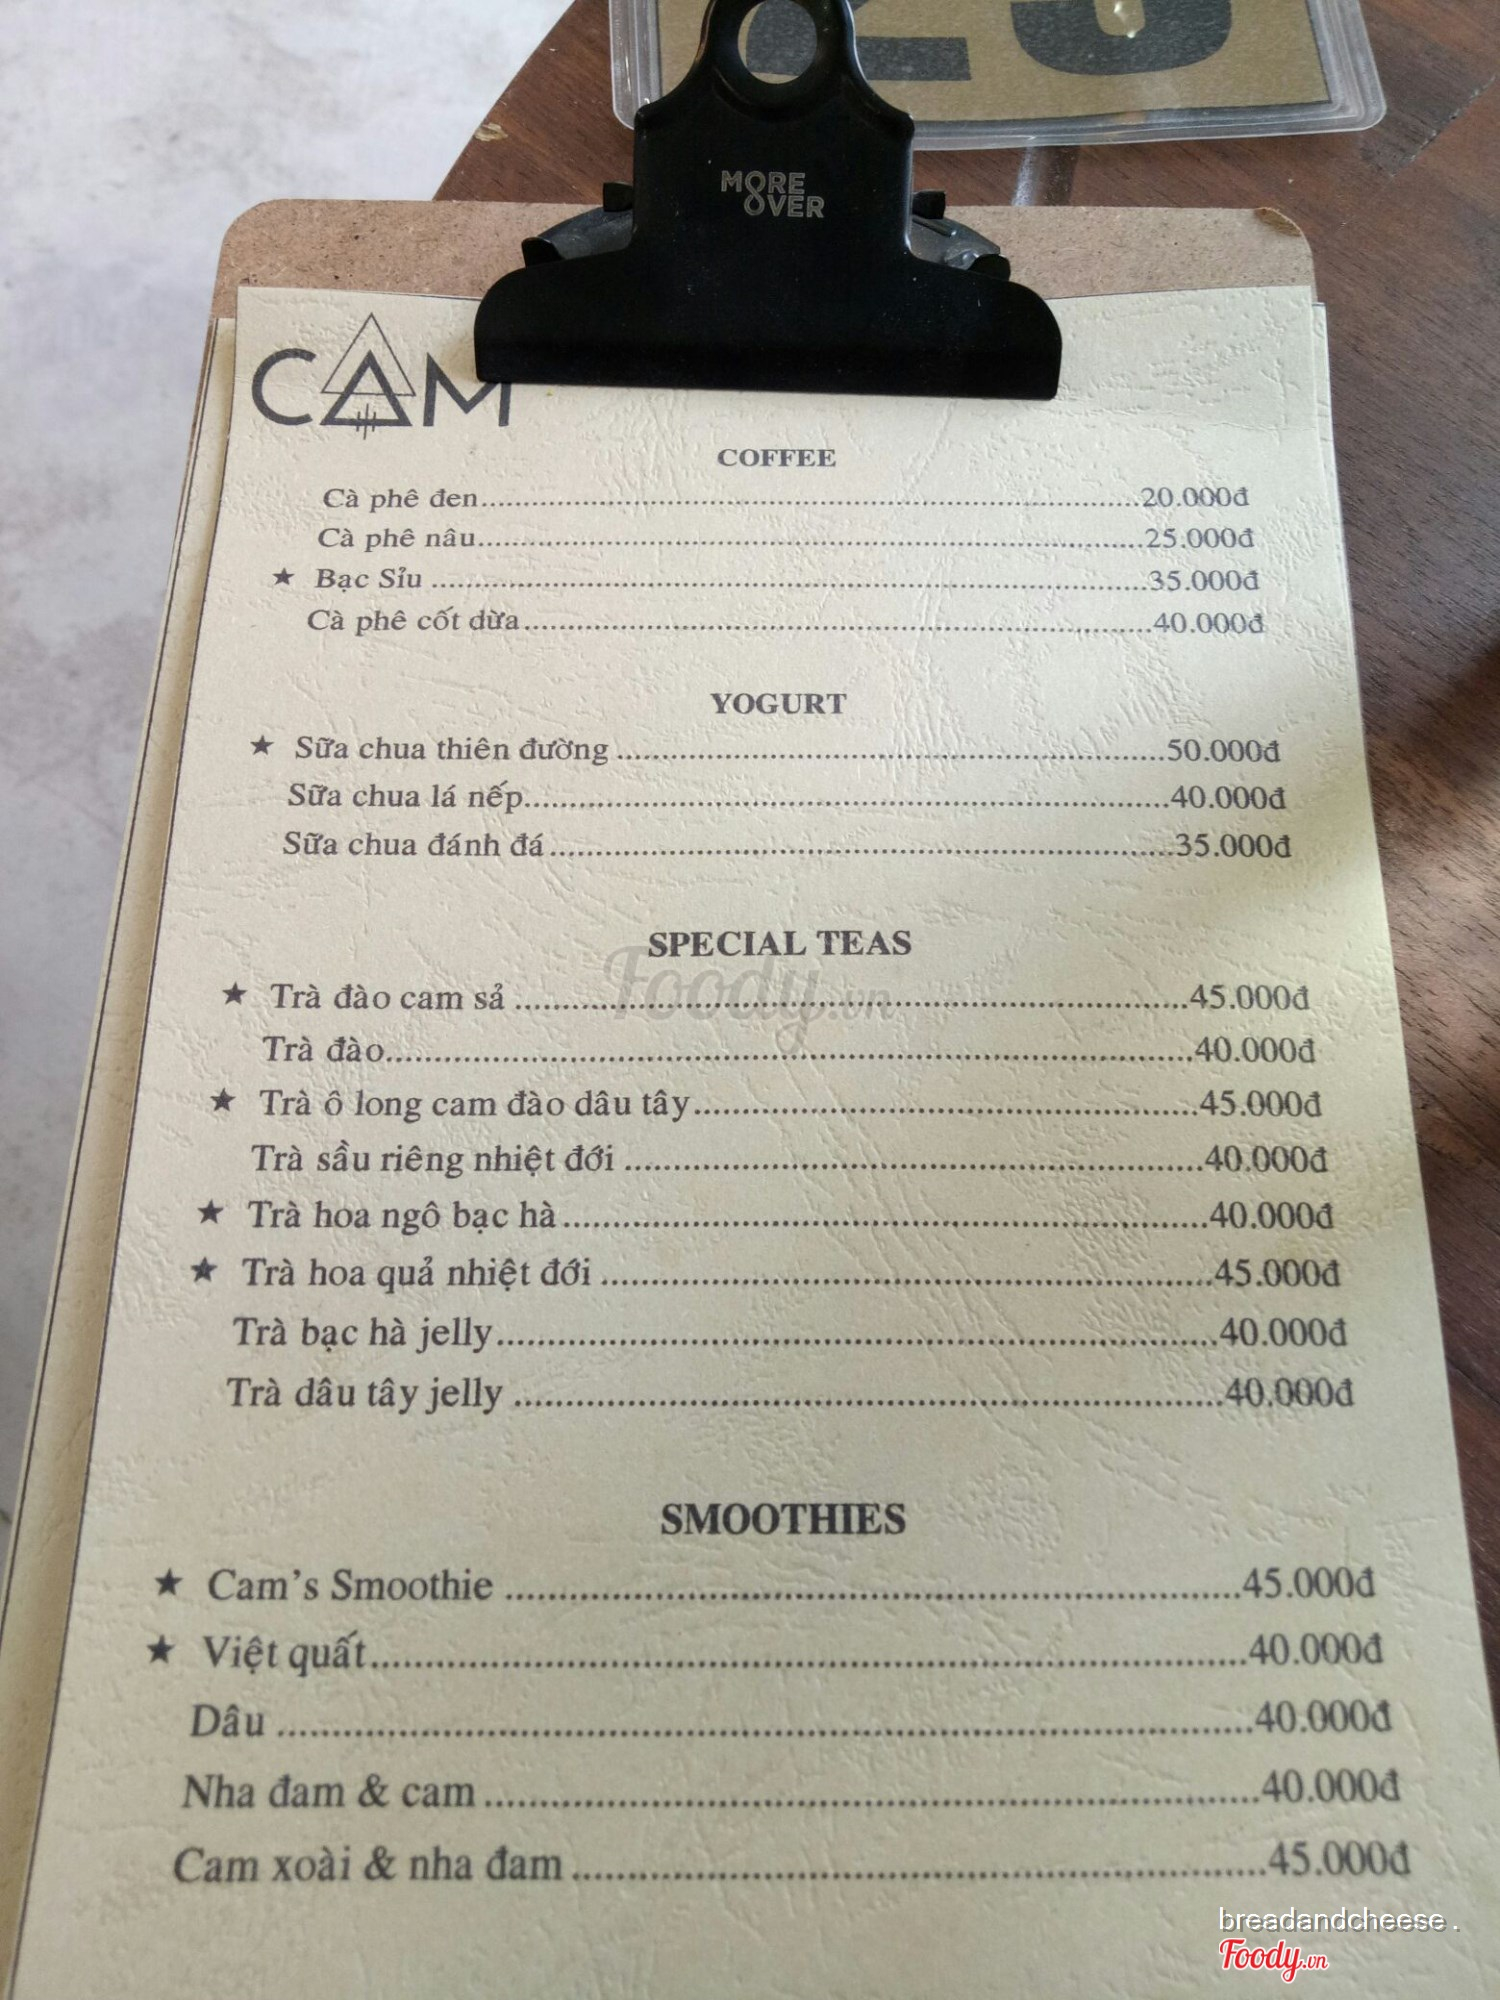 MORE
OVER
CAM
COFFEE
Cà phê đen 20.000đ
Cà phê nâu 25.000đ
★ Bạc Sỉu 35.000đ
Cà phê cốt dừa 40.000đ
YOGURT
★ Sữa chua thiên đường 50.000đ
Sữa chua lá nếp 40.000đ
Sữa chua đánh đá 35.000đ
SPECIAL TEAS
Foody.vn
★ Trà đào cam sả 45.000đ
Trà đào 40.000đ
★ Trà ô long cam đào dâu tây 45.000đ
Trà sầu riêng nhiệt đới 40.000đ
★ Trà hoa ngô bạc hà 40.000đ
★ Trà hoa quả nhiệt đới 45.000đ
Trà bạc hà jelly 40.000đ
Trà dâu tây jelly 40.000đ
SMOOTHIES
★ Cam's Smoothie 45.000đ
★ Việt quất 40.000đ
Dâu 40.000đ
Nha đam & cam 40.000đ
Cam xoài & nha đam 45.000đ
breadandcheese .
Foody.vn